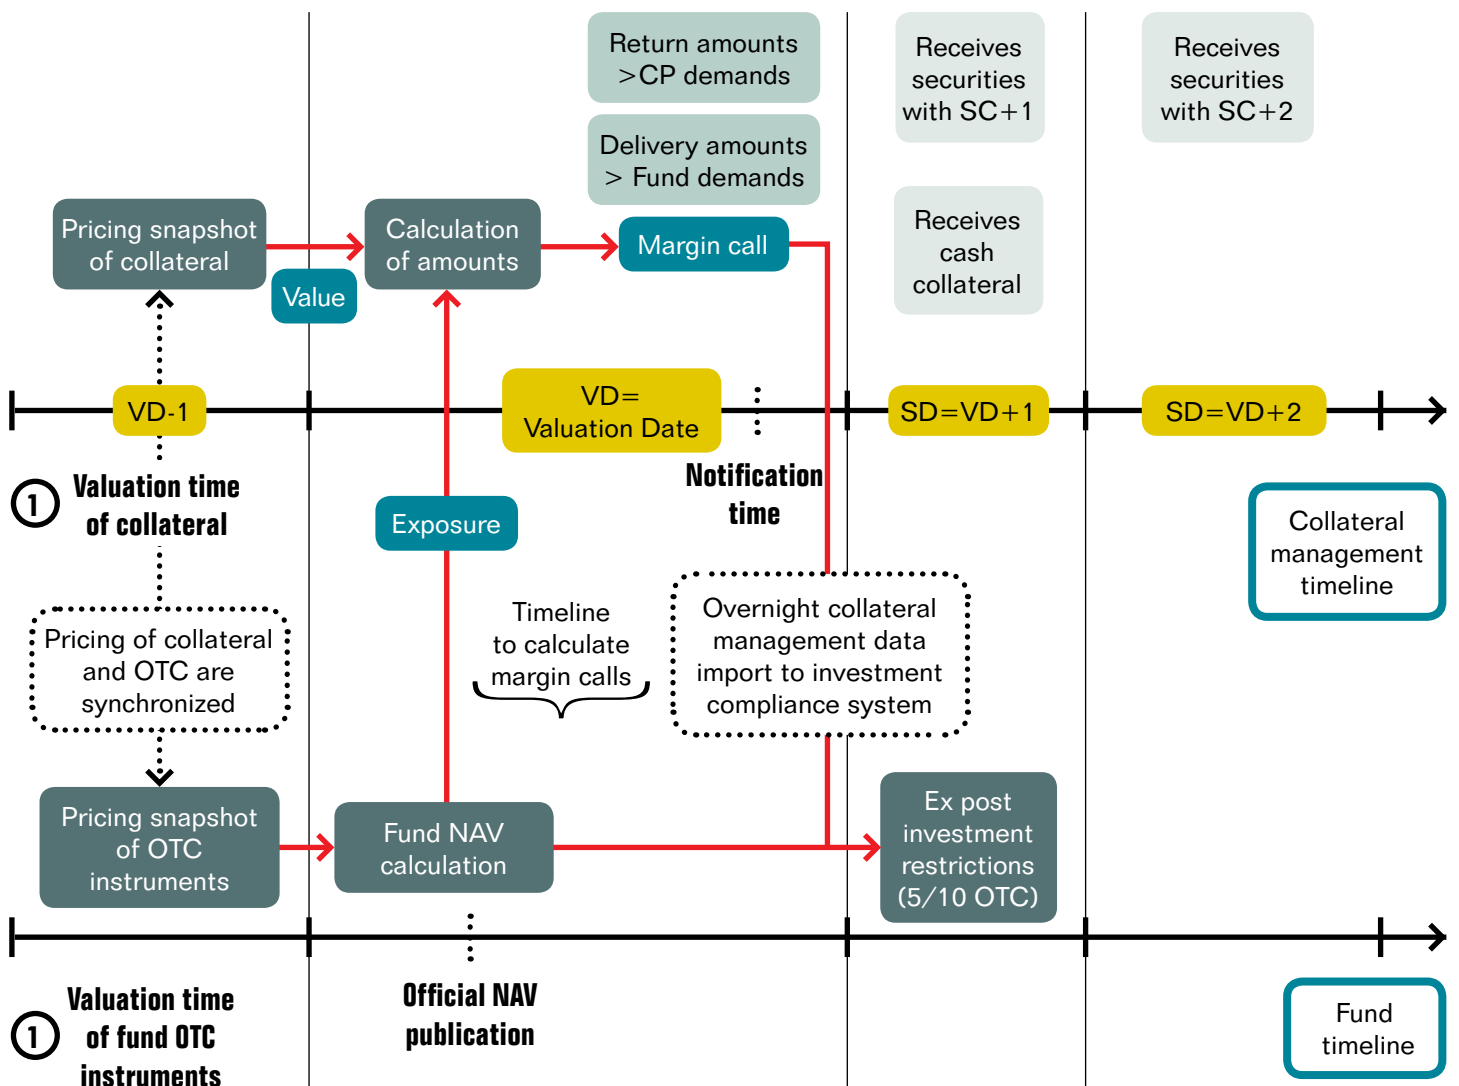 Return amounts
>CP demands
Delivery amounts
> Fund demands
Receives
securities
with SC+1
Receives
securities
with SC+2
Pricing snapshot
of collateral
Value
Calculation
of amounts
Margin call
Receives
cash
collateral
VD-1
VD=
Valuation Date
SD=VD+1
SD=VD+2
1
Valuation time
of collateral
Exposure
Notification
time
Collateral
management
timeline
Pricing of collateral
and OTC are
synchronized
Timeline
to calculate
margin calls
Overnight collateral
management data
import to investment
compliance system
Pricing snapshot
of OTC
instruments
Fund NAV
calculation
Ex post
investment
restrictions
(5/10 OTC)
1
Valuation time
of fund OTC
instruments
Official NAV
publication
Fund
timeline